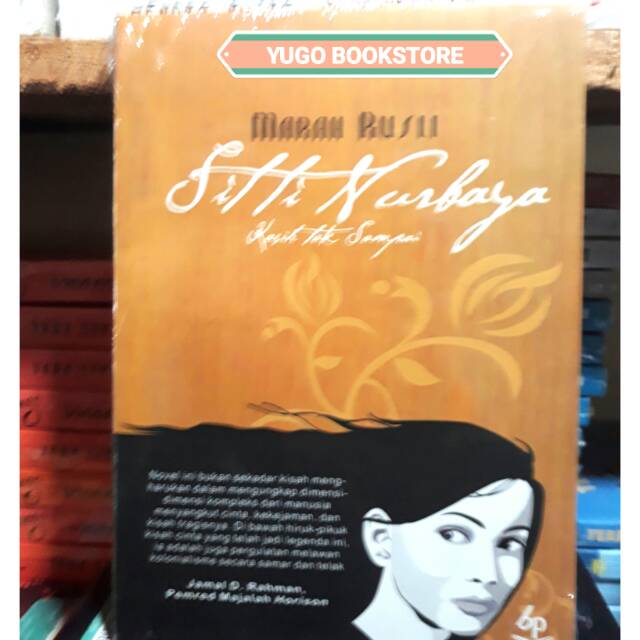 YUGO BOOKSTORE
MARAH RUSLI
Sitti Nurbaya
Kasih tak Sampai
Novel ini bukan sekadar kisah meng-
harukan dalam mengungkap dimensi-
dimensi kompleks dari manusia
menyangkut cinta, kekejaman, dan
kisah tragisnya. Di bawah hiruk-pikuk
kisah cinta yang telah jadi legenda ini,
ia adalah juga pergulatan melawan
kolonialisme secara samar dan telak
Jamal D. Rahman,
Pemred Majalah Horison
bp